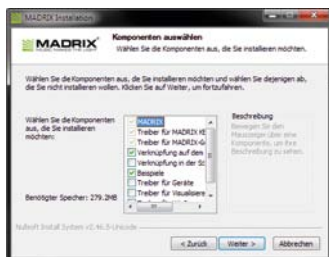 MADRIX Installation
MADRIX
Komponenten auswählen
Wählen Sie die Komponenten aus, die Sie installieren möchten.
Wählen Sie die Komponenten aus, die Sie installieren möchten und wählen Sie diejenigen ab,
die Sie nicht installieren wollen. Klicken Sie auf Weiter, um fortzufahren.
Wählen Sie die Komponenten
aus, die Sie installieren
möchten:
MADRIX
Treiber für MADRIX KE
Treiber für MADRIX
Verknüpfung auf den
Verknüpfung in der
Beispiele
Treiber für Geräte
Treiber für Visualisiere
Beschreibung
Bewegen Sie den
Mauszeiger über eine
Komponente, um ihre
Beschreibung zu sehen.
Benötigter Speicher: 279.2MB
Nullsoft Install System v2.46.5-Unicode
< Zurück
Weiter >
Abbrechen